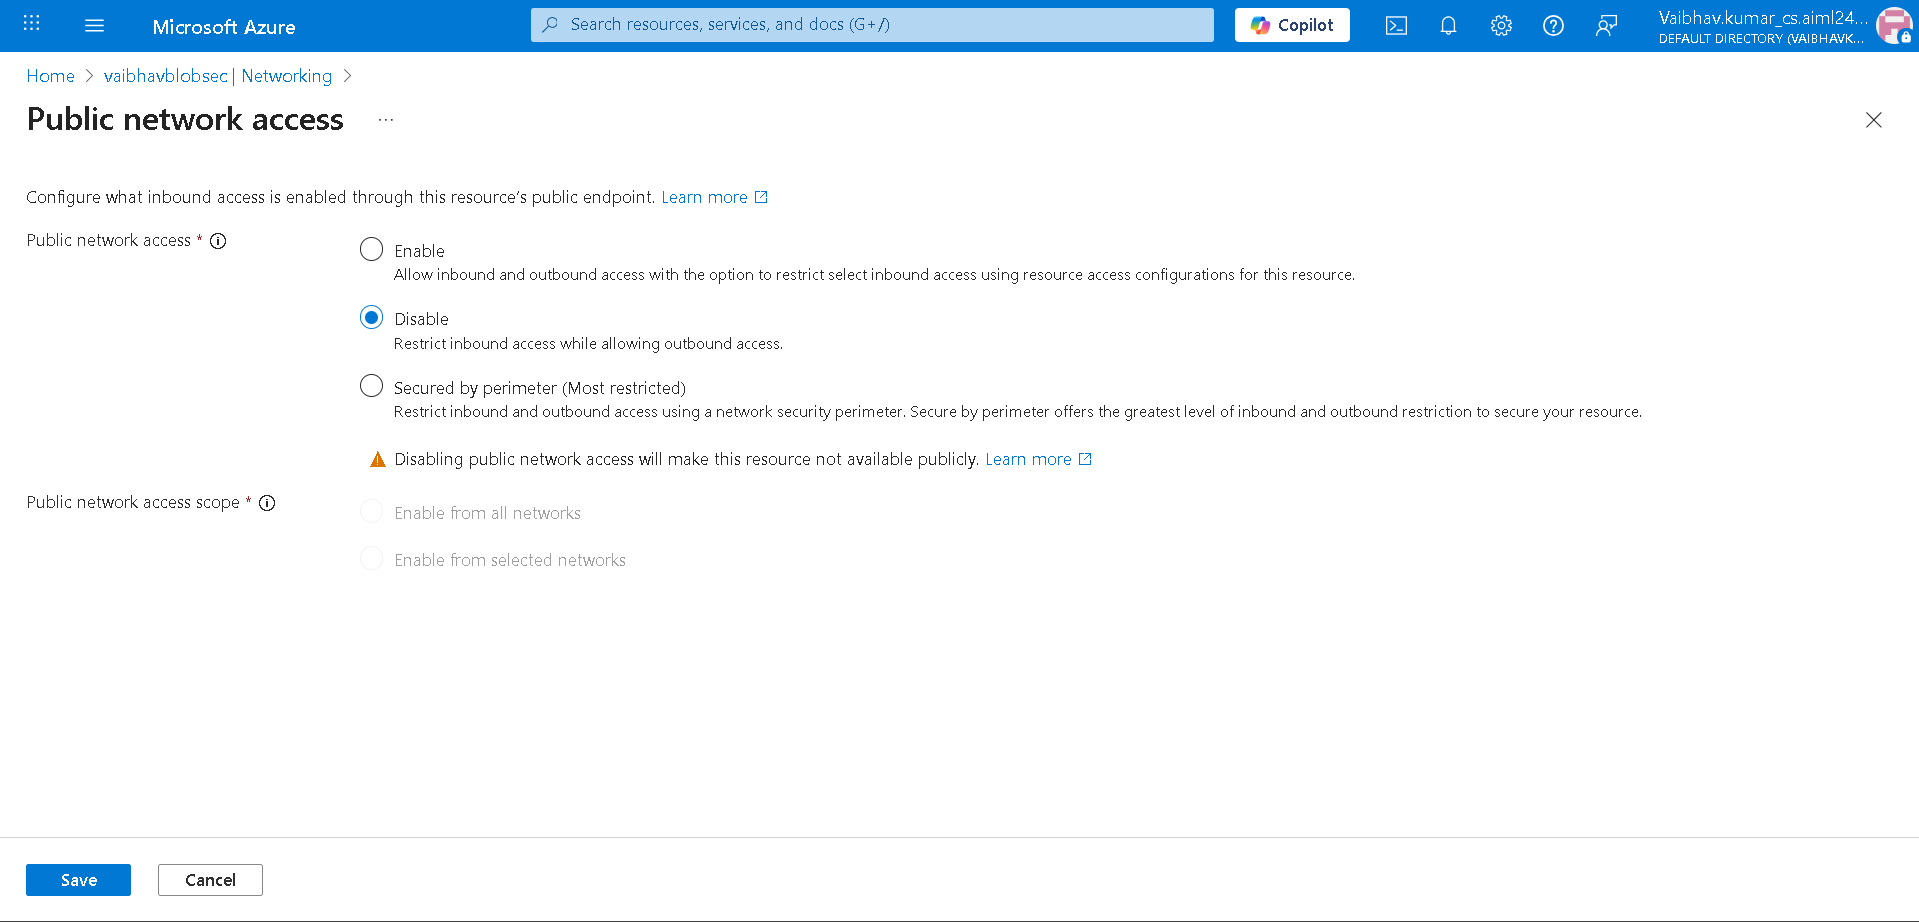 Microsoft Azure
Search resources, services, and docs (G+/)
Copilot
Vaibhav.kumar_cs.aiml24...
DEFAULT DIRECTORY (VAIBHAVK...
Home > vaibhavblobsec | Networking >
Public network access ...
Configure what inbound access is enabled through this resource's public endpoint. Learn more
Public network access *
Enable
Allow inbound and outbound access with the option to restrict select inbound access using resource access configurations for this resource.
Disable
Restrict inbound access while allowing outbound access.
Secured by perimeter (Most restricted)
Restrict inbound and outbound access using a network security perimeter. Secure by perimeter offers the greatest level of inbound and outbound restriction to secure your resource.
Disabling public network access will make this resource not available publicly. Learn more
Public network access scope *
Enable from all networks
Enable from selected networks
Save
Cancel